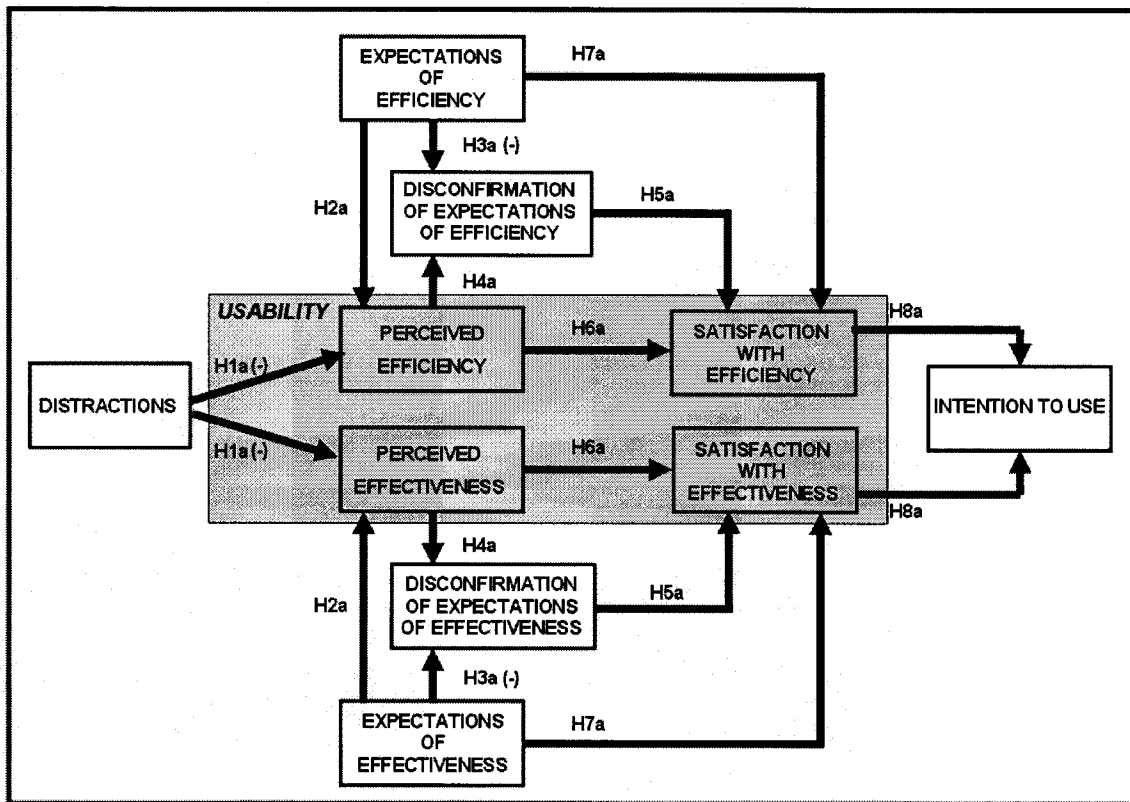 EXPECTATIONS
OF
EFFICIENCY
H7a
H3a (-)
DISCONFIRMATION
OF EXPECTATIONS
OF EFFICIENCY
H2a
H5a
H4a
USABILITY
PERCEIVED
EFFICIENCY
H6a
SATISFACTION
WITH
EFFICIENCY
H8a
H1a (-)
DISTRACTIONS
INTENTION TO USE
H1a (-)
PERCEIVED
EFFECTIVENESS
H6a
SATISFACTION
WITH
EFFECTIVENESS
H8a
H4a
H2a
DISCONFIRMATION
OF EXPECTATIONS
OF EFFECTIVENESS
H5a
H3a (-)
EXPECTATIONS
OF
EFFECTIVENESS
H7a